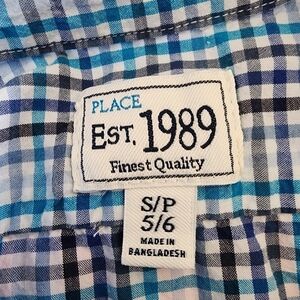 PLACE
EST. 1989
Finest Quality
S/P
5/6
MADE IN
BANGLADESH